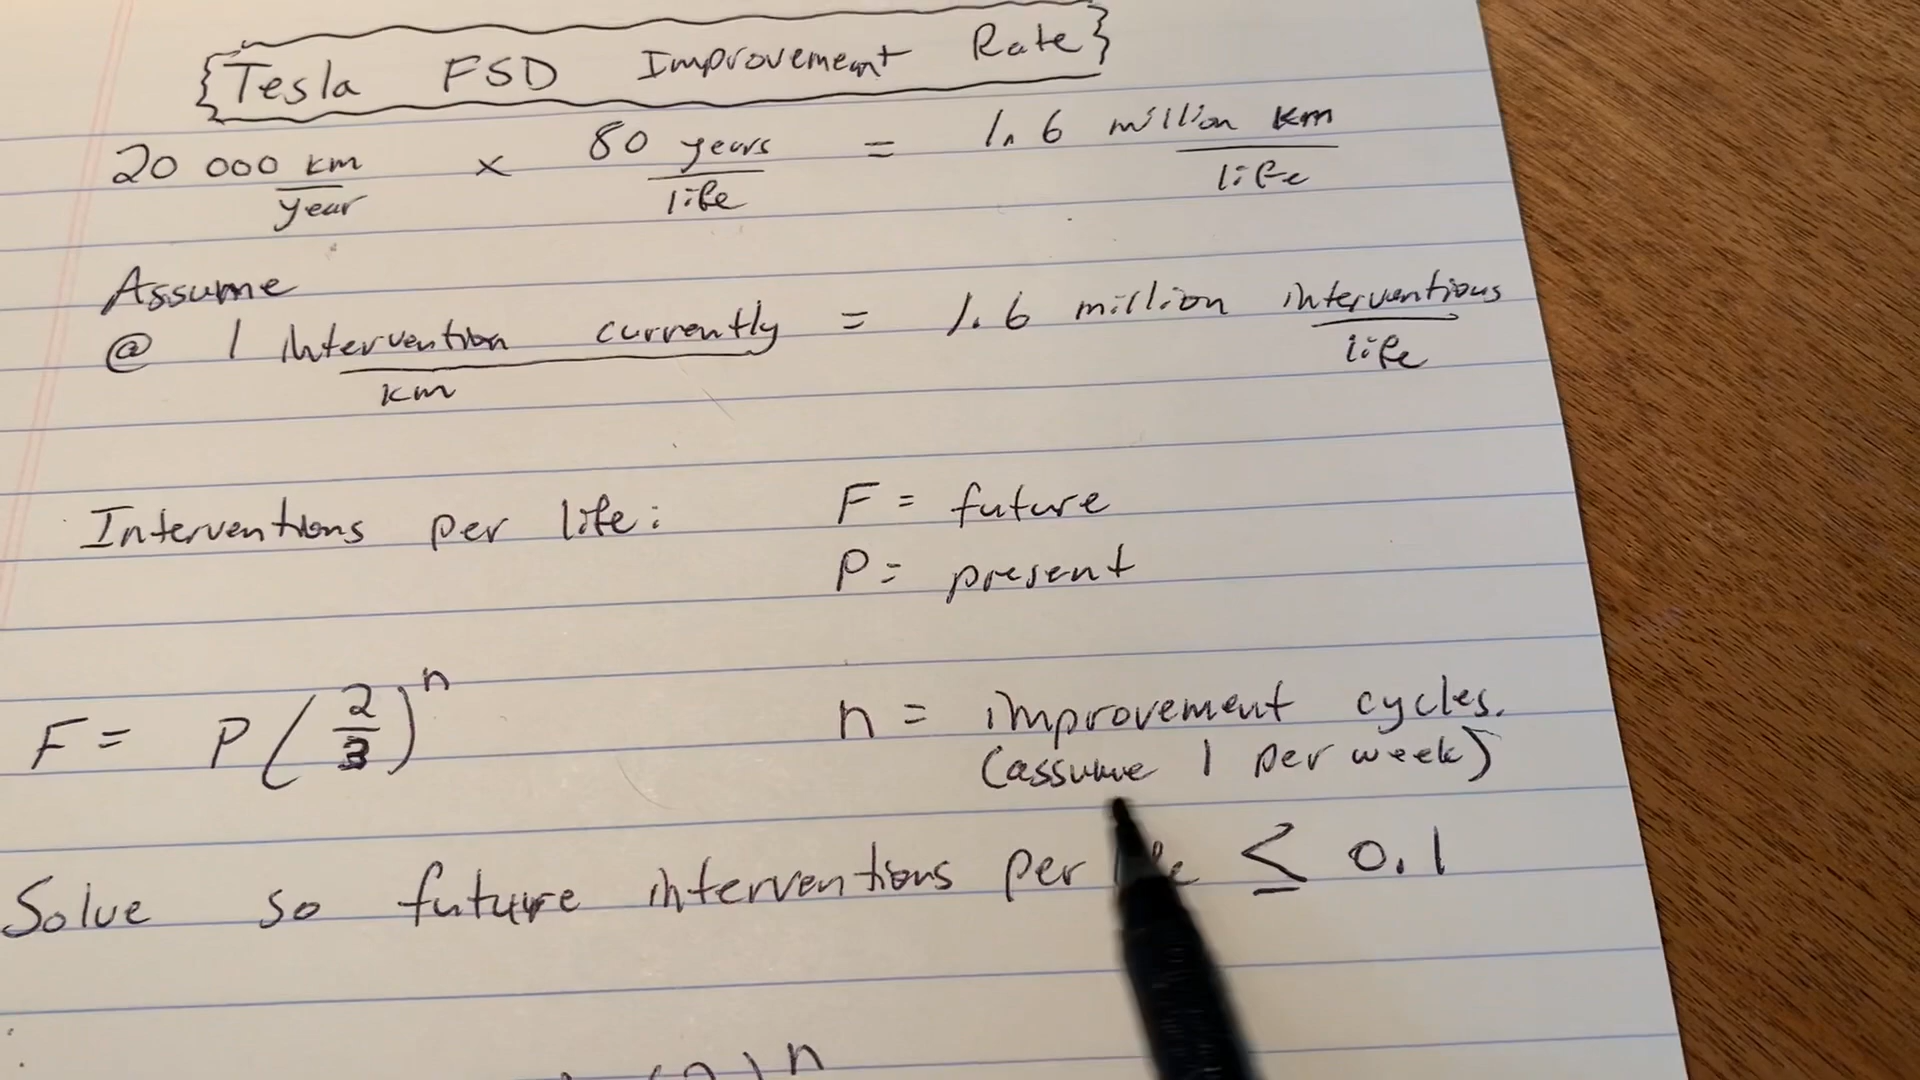 Tesla FSD Improvement Rate
20 000 km/year × 80 years/life = 1.6 million km/life
Assume
@ 1 intervention currently/km = 1.6 million interventions/life
Interventions per life: F = future
P = present
F = P(2/3)^n n = improvement cycles.
(assume 1 per week)
Solve so future interventions per ≤ 0.1
n